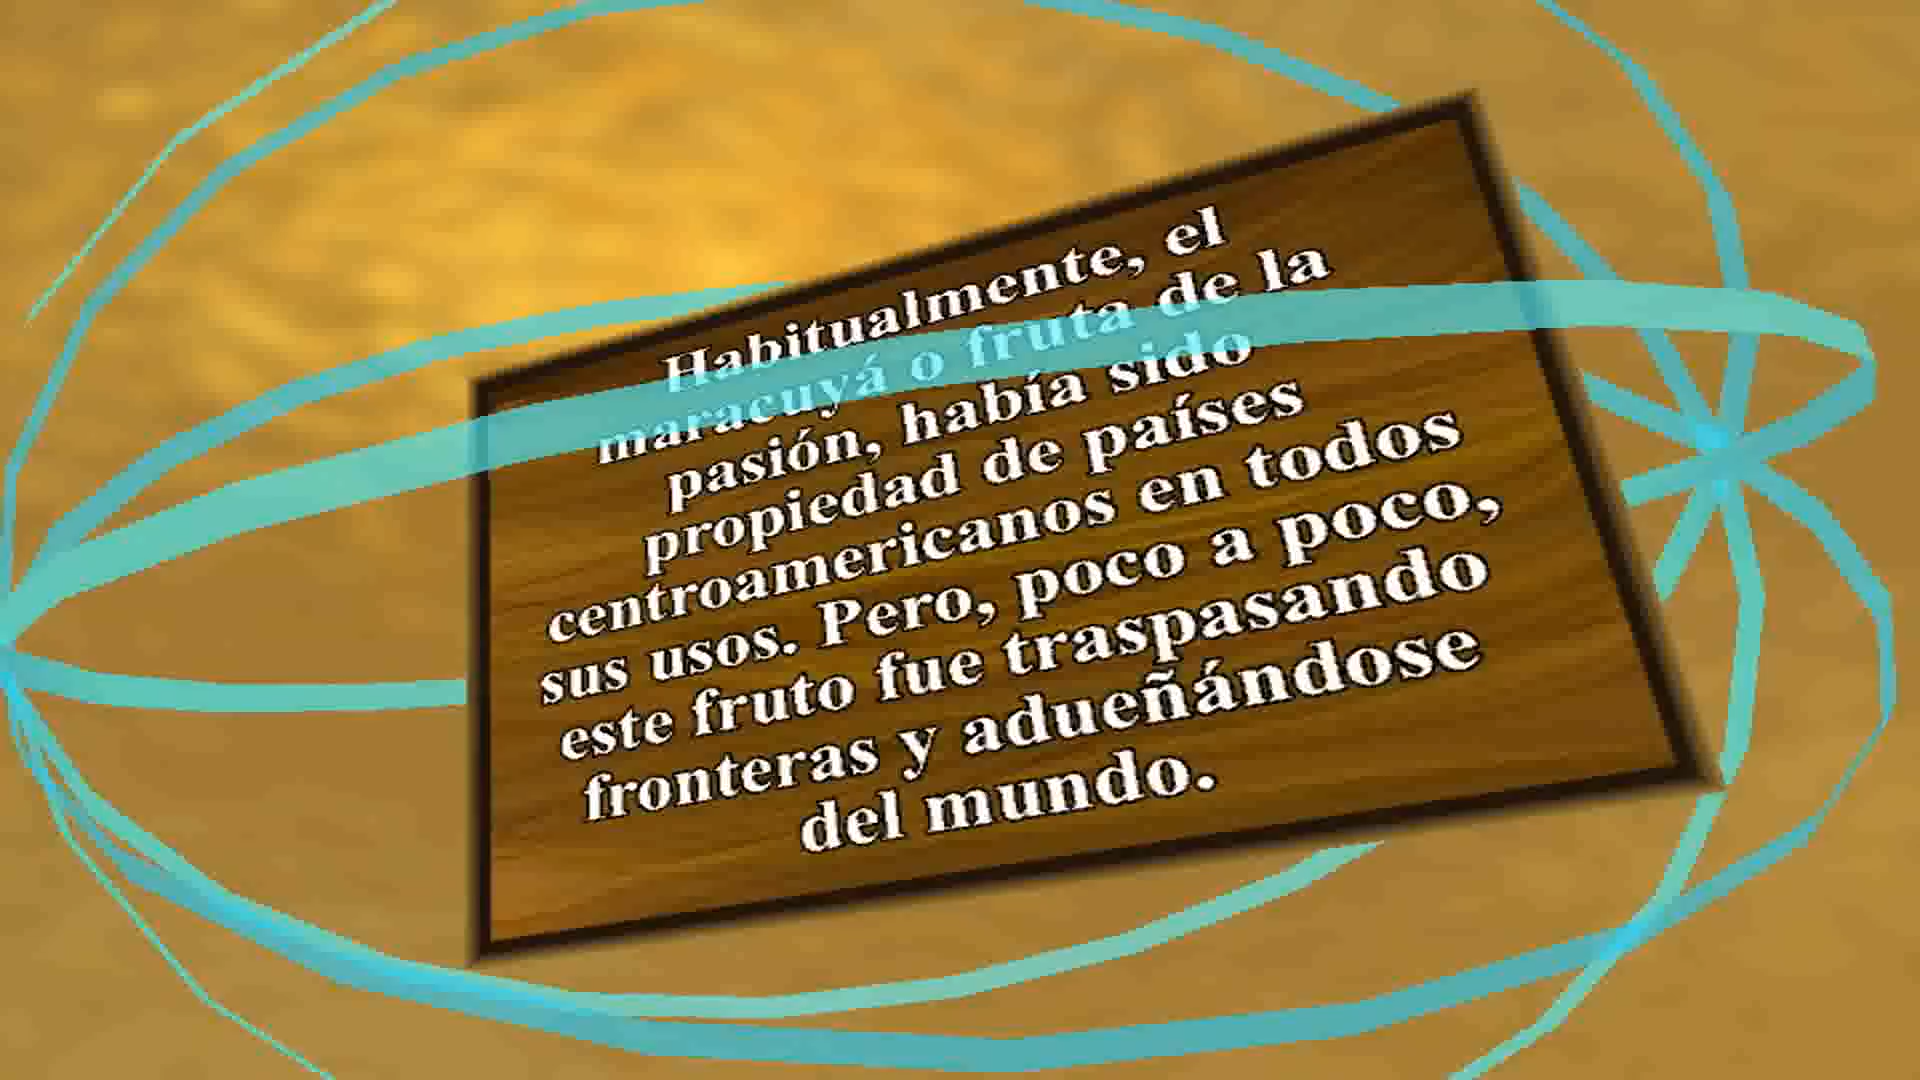 Habitualmente, el
maracuyá o fruta de la
pasión, había sido
propiedad de países
centroamericanos en todos
sus usos. Pero, poco a poco,
este fruto fue traspasando
fronteras y adueñándose
del mundo.